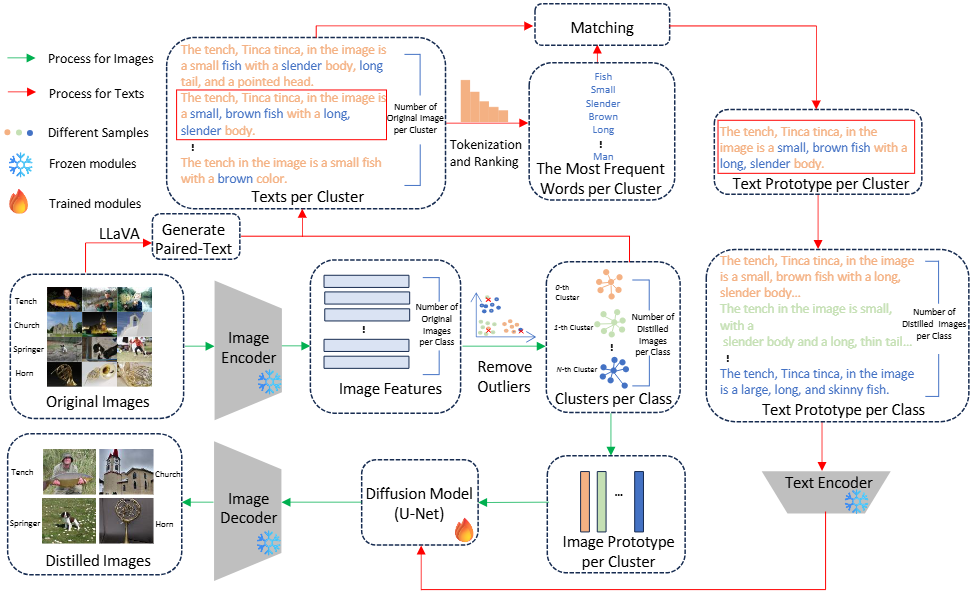 Process for Images
Process for Texts
Different Samples
Frozen modules
Trained modules
The tench, Tinca tinca, in the image is
a small fish with a slender body, long
tail, and a pointed head.
The tench, Tinca tinca, in the image is
a small, brown fish with a long,
slender body.
!
The tench in the image is a small fish
with a brown color.
Number of
Original Image
per Cluster
Texts per Cluster
Tokenization
and Ranking
Matching
Fish
Small
Slender
Brown
Long
!
Man
The Most Frequent
Words per Cluster
The tench, Tinca tinca, in the
image is a small, brown fish with a
long, slender body.
Text Prototype per Cluster
LLaVA
Generate
Paired-Text
Tench
Church
Springer
Horn
Original Images
Image
Encoder
!
Number of
Original
Images
per Class
Image Features
Remove
Outliers
0-th
Cluster
1-th Cluster
!
N-th Cluster
Number of
Distilled
Images
per Class
Clusters per Class
The tench, Tinca tinca, in the image
is a small, brown fish with a long,
slender body...
The tench in the image is small,
with a
slender body and a long, thin tail...
!
The tench, Tinca tinca, in the image
is a large, long, and skinny fish.
Number of
Distilled Images
per Class
Text Prototype per Class
Text Encoder
Tench
Church
Springer
Horn
Distilled Images
Image
Decoder
Diffusion Model
(U-Net)
...
Image Prototype
per Cluster